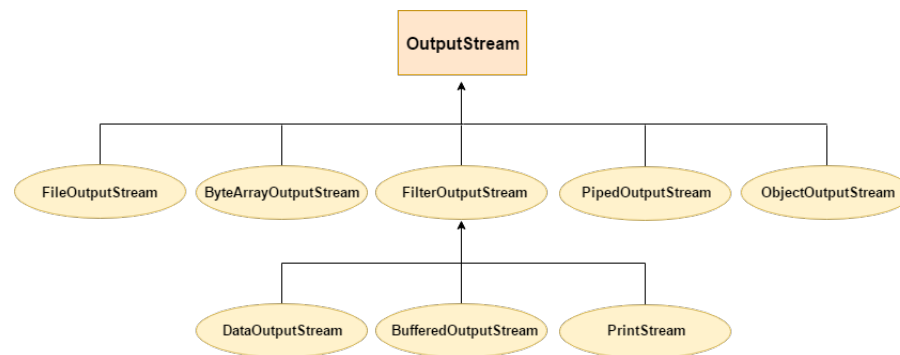 OutputStream
FileOutputStream
ByteArrayOutputStream
FilterOutputStream
PipedOutputStream
ObjectOutputStream
DataOutputStream
BufferedOutputStream
PrintStream